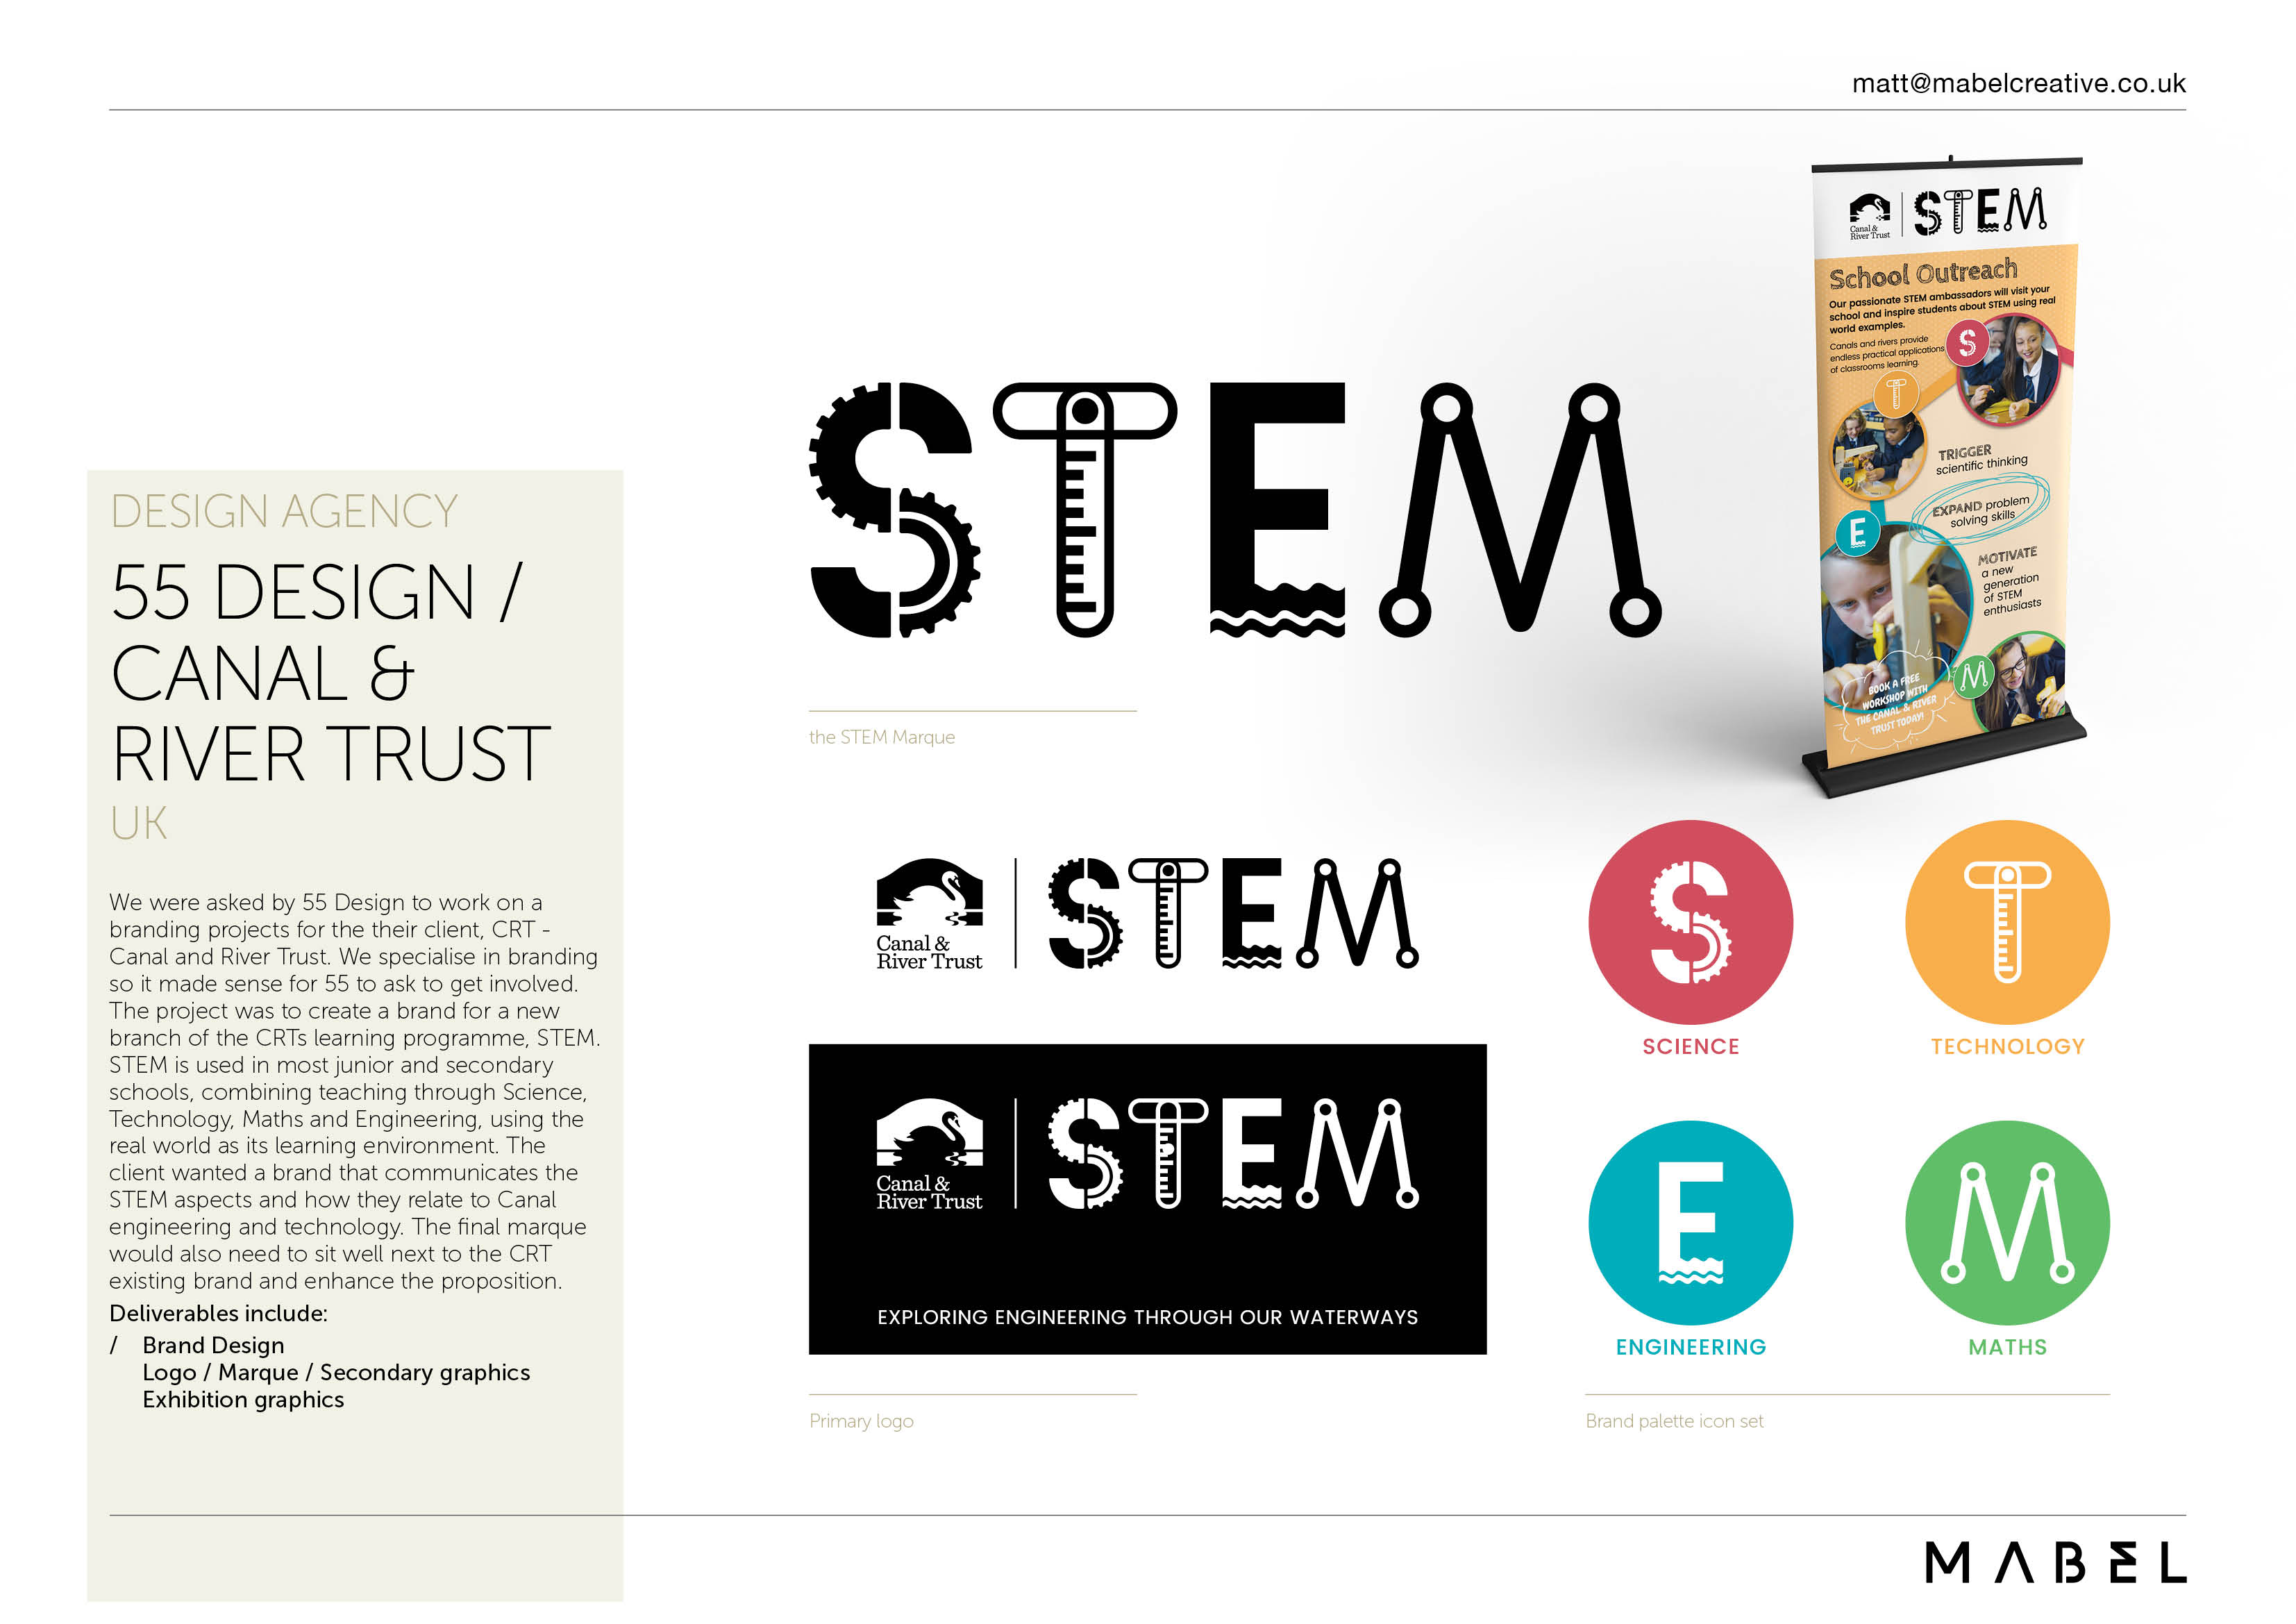 matt@mabelcreative.co.uk
DESIGN AGENCY
55 DESIGN /
CANAL &
RIVER TRUST
UK
We were asked by 55 Design to work on a
branding projects for the their client, CRT -
Canal and River Trust. We specialise in branding
so it made sense for 55 to ask to get involved.
The project was to create a brand for a new
branch of the CRTs learning programme, STEM.
STEM is used in most junior and secondary
schools, combining teaching through Science,
Technology, Maths and Engineering, using the
real world as its learning environment. The
client wanted a brand that communicates the
STEM aspects and how they relate to Canal
engineering and technology. The final marque
would also need to sit well next to the CRT
existing brand and enhance the proposition.
Deliverables include:
/ Brand Design
Logo / Marque / Secondary graphics
Exhibition graphics
STEM
the STEM Marque
Canal &
River Trust
STEM
Canal &
River Trust
STEM
EXPLORING ENGINEERING THROUGH OUR WATERWAYS
Primary logo
Canal &
River Trust
STEM
School Outreach
Our passionate STEM ambassadors will visit your
school and inspire students about STEM using real
world examples.
Canals and rivers provide
endless practical applications
of classrooms learning.
S
T
TRIGGER
scientific thinking
EXPAND problem
solving skills
E
MOTIVATE
a new
generation
of STEM
enthusiasts
M
BOOK A FREE
WORKSHOP WITH
THE CANAL & RIVER
TRUST TODAY!
S
SCIENCE
T
TECHNOLOGY
E
ENGINEERING
M
MATHS
Brand palette icon set
MABEL